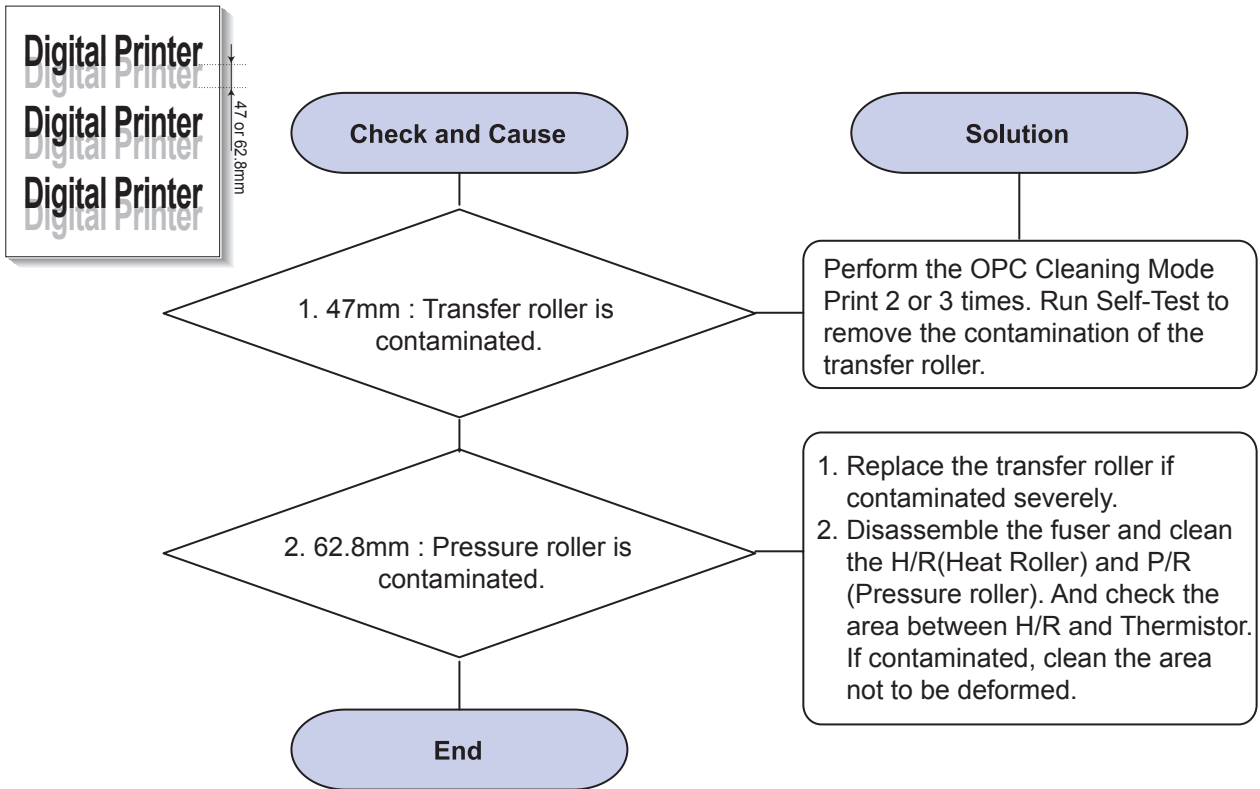 Digital Printer
Digital Printer
Digital Printer
Digital Printer
Digital Printer
Digital Printer
47 or 62.8mm
Check and Cause
Solution
1. 47mm : Transfer roller is
contaminated.
Perform the OPC Cleaning Mode
Print 2 or 3 times. Run Self-Test to
remove the contamination of the
transfer roller.
2. 62.8mm : Pressure roller is
contaminated.
1. Replace the transfer roller if
contaminated severely.
2. Disassemble the fuser and clean
the H/R(Heat Roller) and P/R
(Pressure roller). And check the
area between H/R and Thermistor.
If contaminated, clean the area
not to be deformed.
End